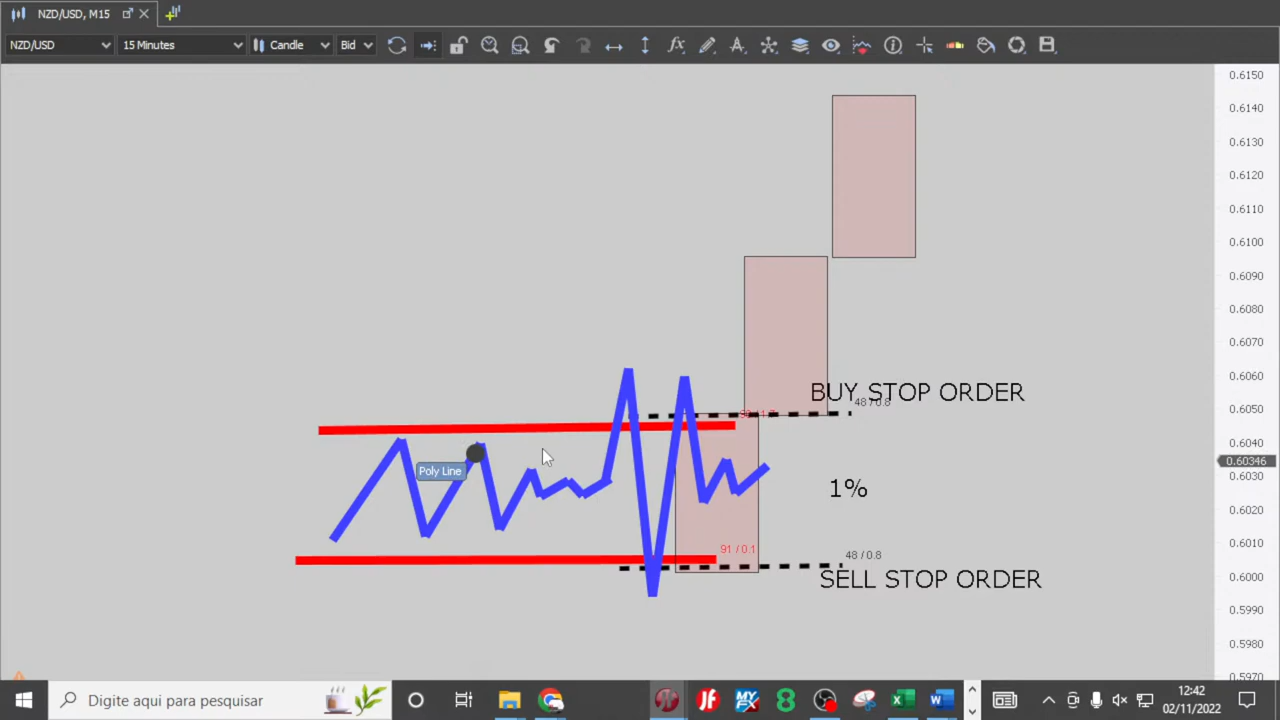 NZD/USD, M15
NZD/USD
15 Minutes
Candle
Bid
0.6150
0.6140
0.6130
0.6120
0.6110
0.6100
0.6090
0.6080
0.6070
0.6060
0.6050
0.6040
0.60346
0.6030
0.6020
0.6010
0.6000
0.5990
0.5980
0.5970
BUY STOP ORDER
48 / 0.8
Poly Line
1%
91 / 0.1
48 / 0.8
SELL STOP ORDER
Digite aqui para pesquisar
12:42
02/11/2022